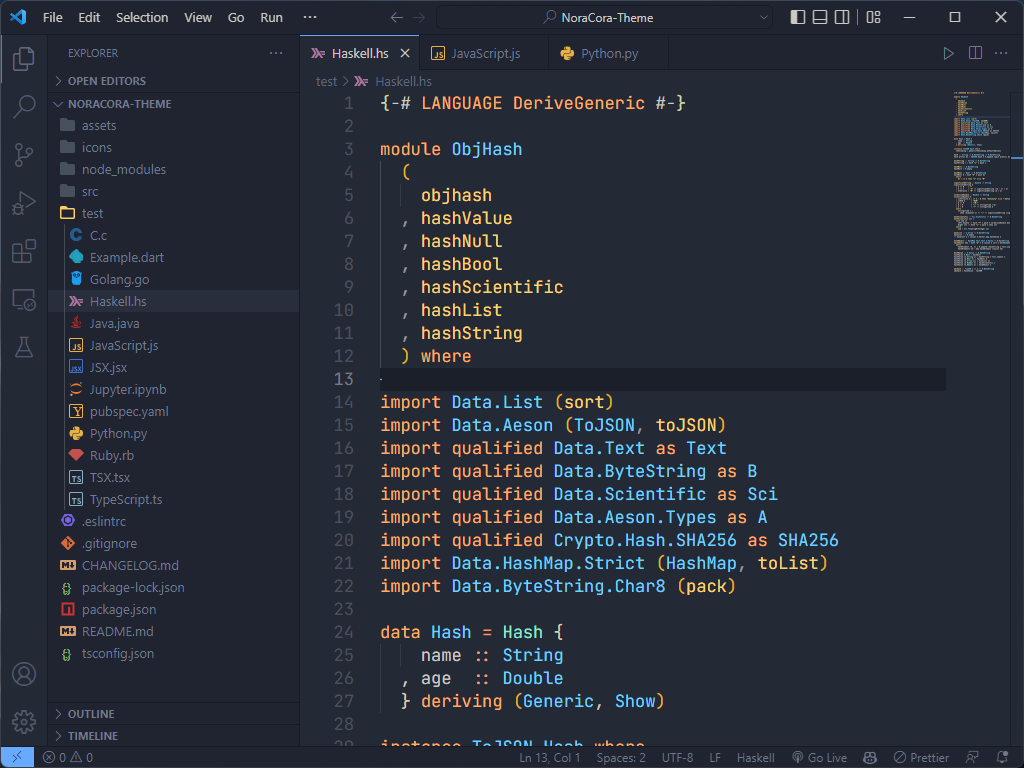 File Edit Selection View Go Run ··· NoraCora-Theme
EXPLORER ···
OPEN EDITORS
NORACORA-THEME
assets
icons
node_modules
src
test
C.c
Example.dart
Golang.go
Haskell.hs
Java.java
JavaScript.js
JSX.jsx
Jupyter.ipynb
pubspec.yaml
Python.py
Ruby.rb
TSX.tsx
TypeScript.ts
.eslintrc
.gitignore
CHANGELOG.md
package-lock.json
package.json
README.md
tsconfig.json
OUTLINE
TIMELINE
Haskell.hs JavaScript.js Python.py
test > Haskell.hs
1 {-# LANGUAGE DeriveGeneric #-}
2
3 module ObjHash
4 (
5 objhash
6 , hashValue
7 , hashNull
8 , hashBool
9 , hashScientific
10 , hashList
11 , hashString
12 ) where
13
14 import Data.List (sort)
15 import Data.Aeson (ToJSON, toJSON)
16 import qualified Data.Text as Text
17 import qualified Data.ByteString as B
18 import qualified Data.Scientific as Sci
19 import qualified Data.Aeson.Types as A
20 import qualified Crypto.Hash.SHA256 as SHA256
21 import Data.HashMap.Strict (HashMap, toList)
22 import Data.ByteString.Char8 (pack)
23
24 data Hash = Hash {
25 name :: String
26 , age :: Double
27 } deriving (Generic, Show)
28
29 instance ToJSON Hash where
0 0 Ln 13, Col 1 Spaces: 2 UTF-8 LF Haskell Go Live Prettier